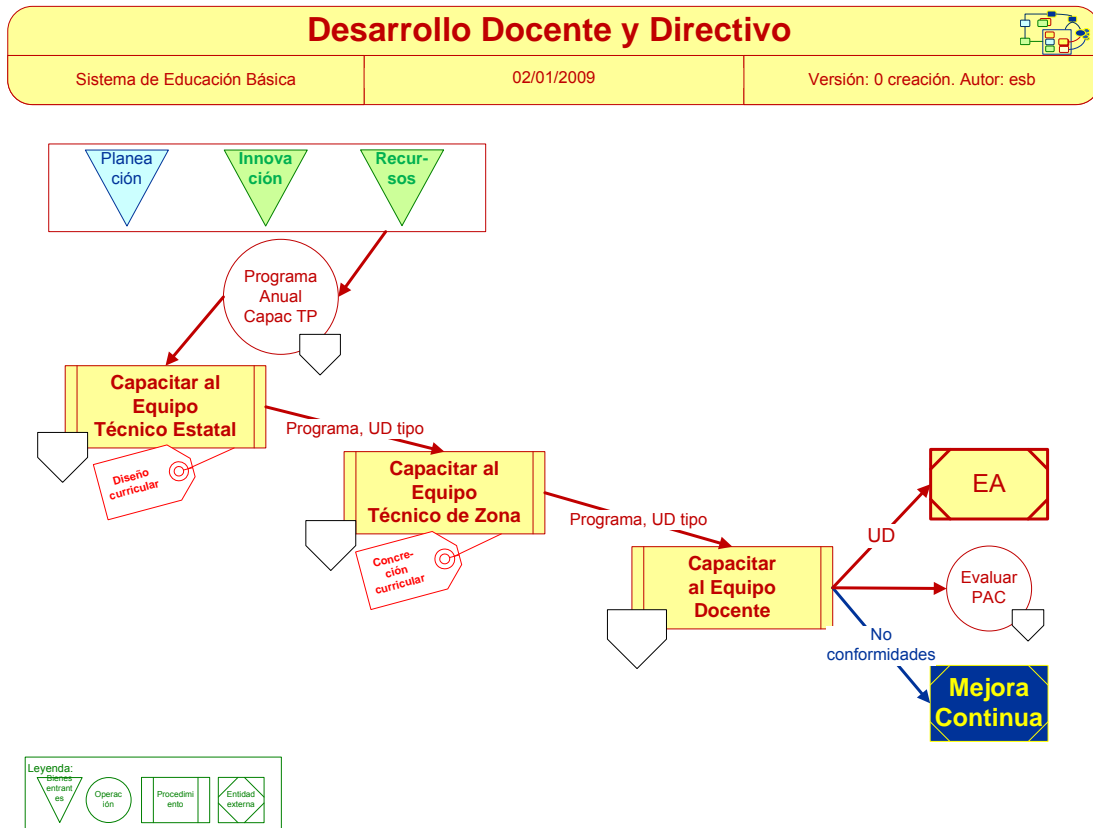 Desarrollo Docente y Directivo
Sistema de Educación Básica
02/01/2009
Versión: 0 creación. Autor: esb
Planea
ción
Innova
ción
Recur-
sos
Programa
Anual
Capac TP
Capacitar al
Equipo
Técnico Estatal
Programa, UD tipo
Diseño
curricular
Capacitar al
Equipo
Técnico de Zona
Programa, UD tipo
Concre-
ción
curricular
EA
UD
Capacitar
al Equipo
Docente
Evaluar
PAC
No
conformidades
Mejora
Continua
Leyenda:
Bienes
entrant
es
Operac
ión
Procedimi
ento
Entidad
externa